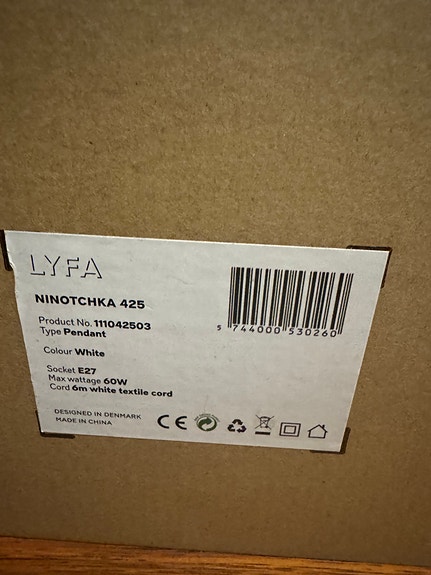 LYFA
NINOTCHKA 425
Product No. 111042503
Type Pendant
Colour White
Socket E27
Max wattage 60W
Cord 6m white textile cord
DESIGNED IN DENMARK
MADE IN CHINA
5 744000 530260
CE